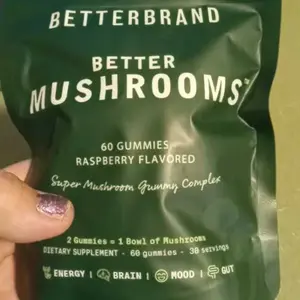 BETTERBRAND
BETTER
MUSHROOMS™
60 GUMMIES
RASPBERRY FLAVORED
Super Mushroom Gummy Complex
2 Gummies = 1 Bowl of Mushrooms
DIETARY SUPPLEMENT - 60 gummies - 30 servings
ENERGY | BRAIN | MOOD | GUT